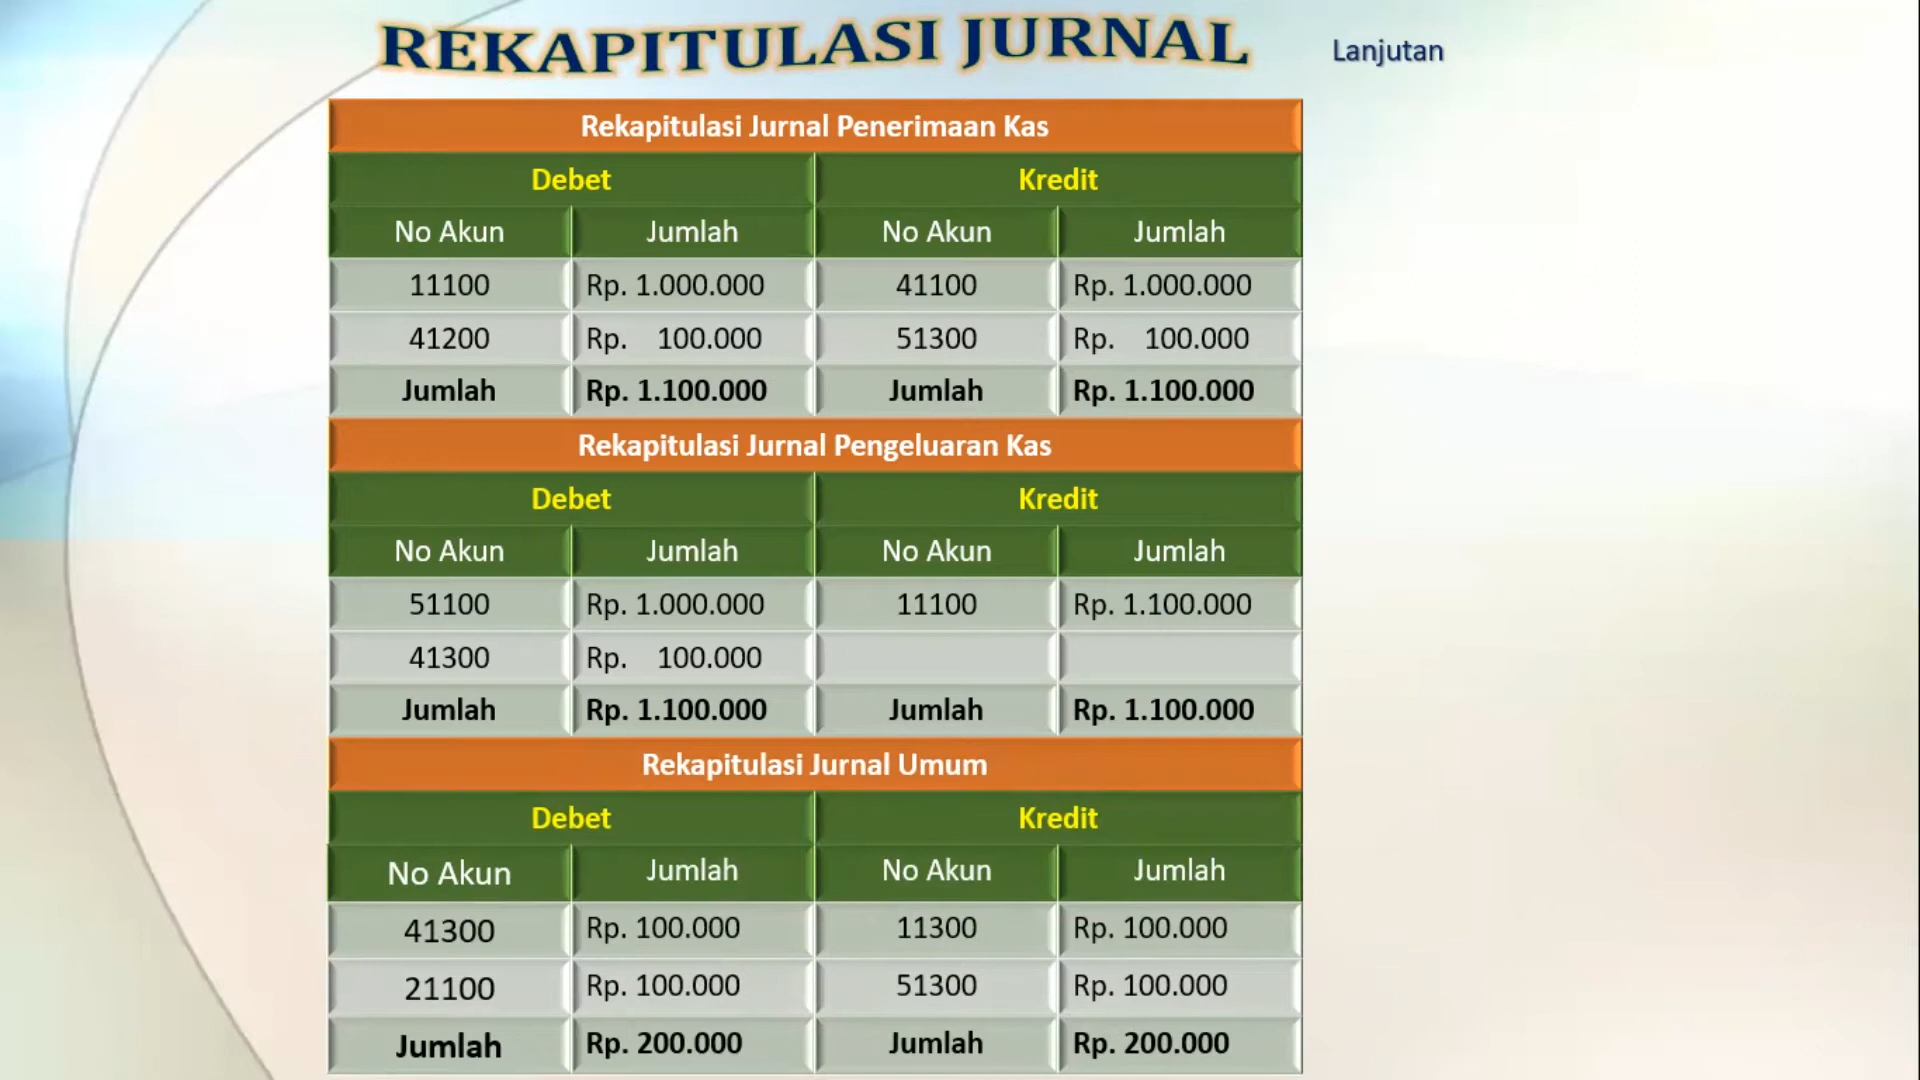 REKAPITULASI JURNAL
Lanjutan
Rekapitulasi Jurnal Penerimaan Kas
Debet Kredit
No Akun Jumlah No Akun Jumlah
11100 Rp. 1.000.000 41100 Rp. 1.000.000
41200 Rp. 100.000 51300 Rp. 100.000
Jumlah Rp. 1.100.000 Jumlah Rp. 1.100.000
Rekapitulasi Jurnal Pengeluaran Kas
Debet Kredit
No Akun Jumlah No Akun Jumlah
51100 Rp. 1.000.000 11100 Rp. 1.100.000
41300 Rp. 100.000
Jumlah Rp. 1.100.000 Jumlah Rp. 1.100.000
Rekapitulasi Jurnal Umum
Debet Kredit
No Akun Jumlah No Akun Jumlah
41300 Rp. 100.000 11300 Rp. 100.000
21100 Rp. 100.000 51300 Rp. 100.000
Jumlah Rp. 200.000 Jumlah Rp. 200.000